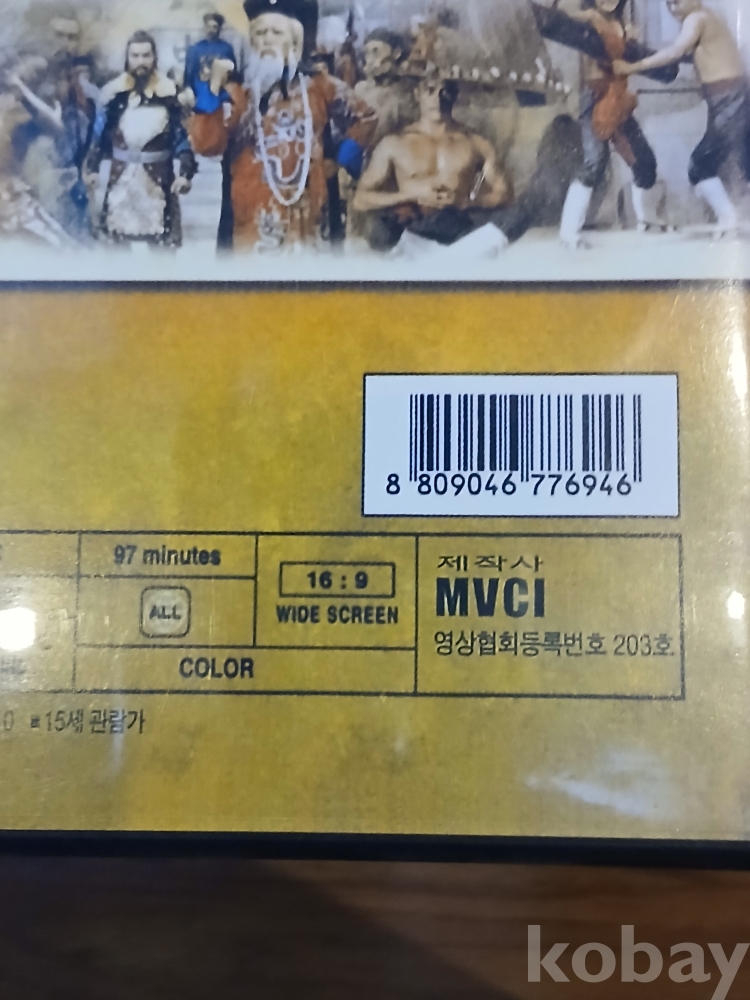 8 809046 776946
97 minutes
ALL
16 : 9
WIDE SCREEN
COLOR
제작사
MVCI
영상협회등록번호 203호
0 ■15세 관람가
kobay